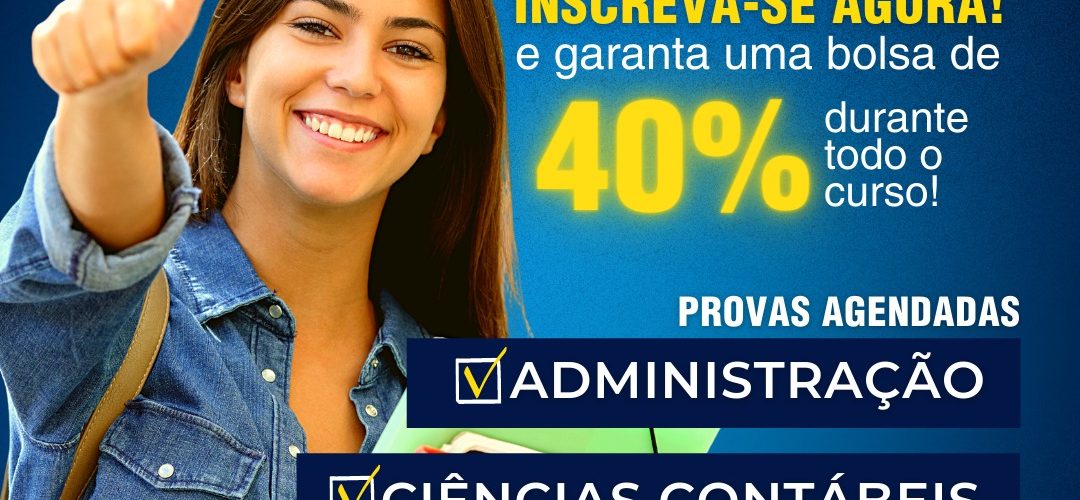 INSCREVA-SE AGORA!
e garanta uma bolsa de
40% durante
todo o
curso!
PROVAS AGENDADAS
ADMINISTRAÇÃO
CIÊNCIAS CONTÁBEIS